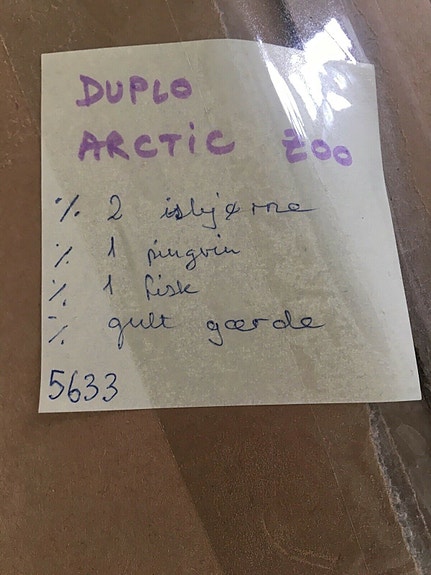 DUPLO
ARCTIC ZOO
% 2 isbjørne
% 1 pingvin
% 1 fisk
% gult gærde
5633